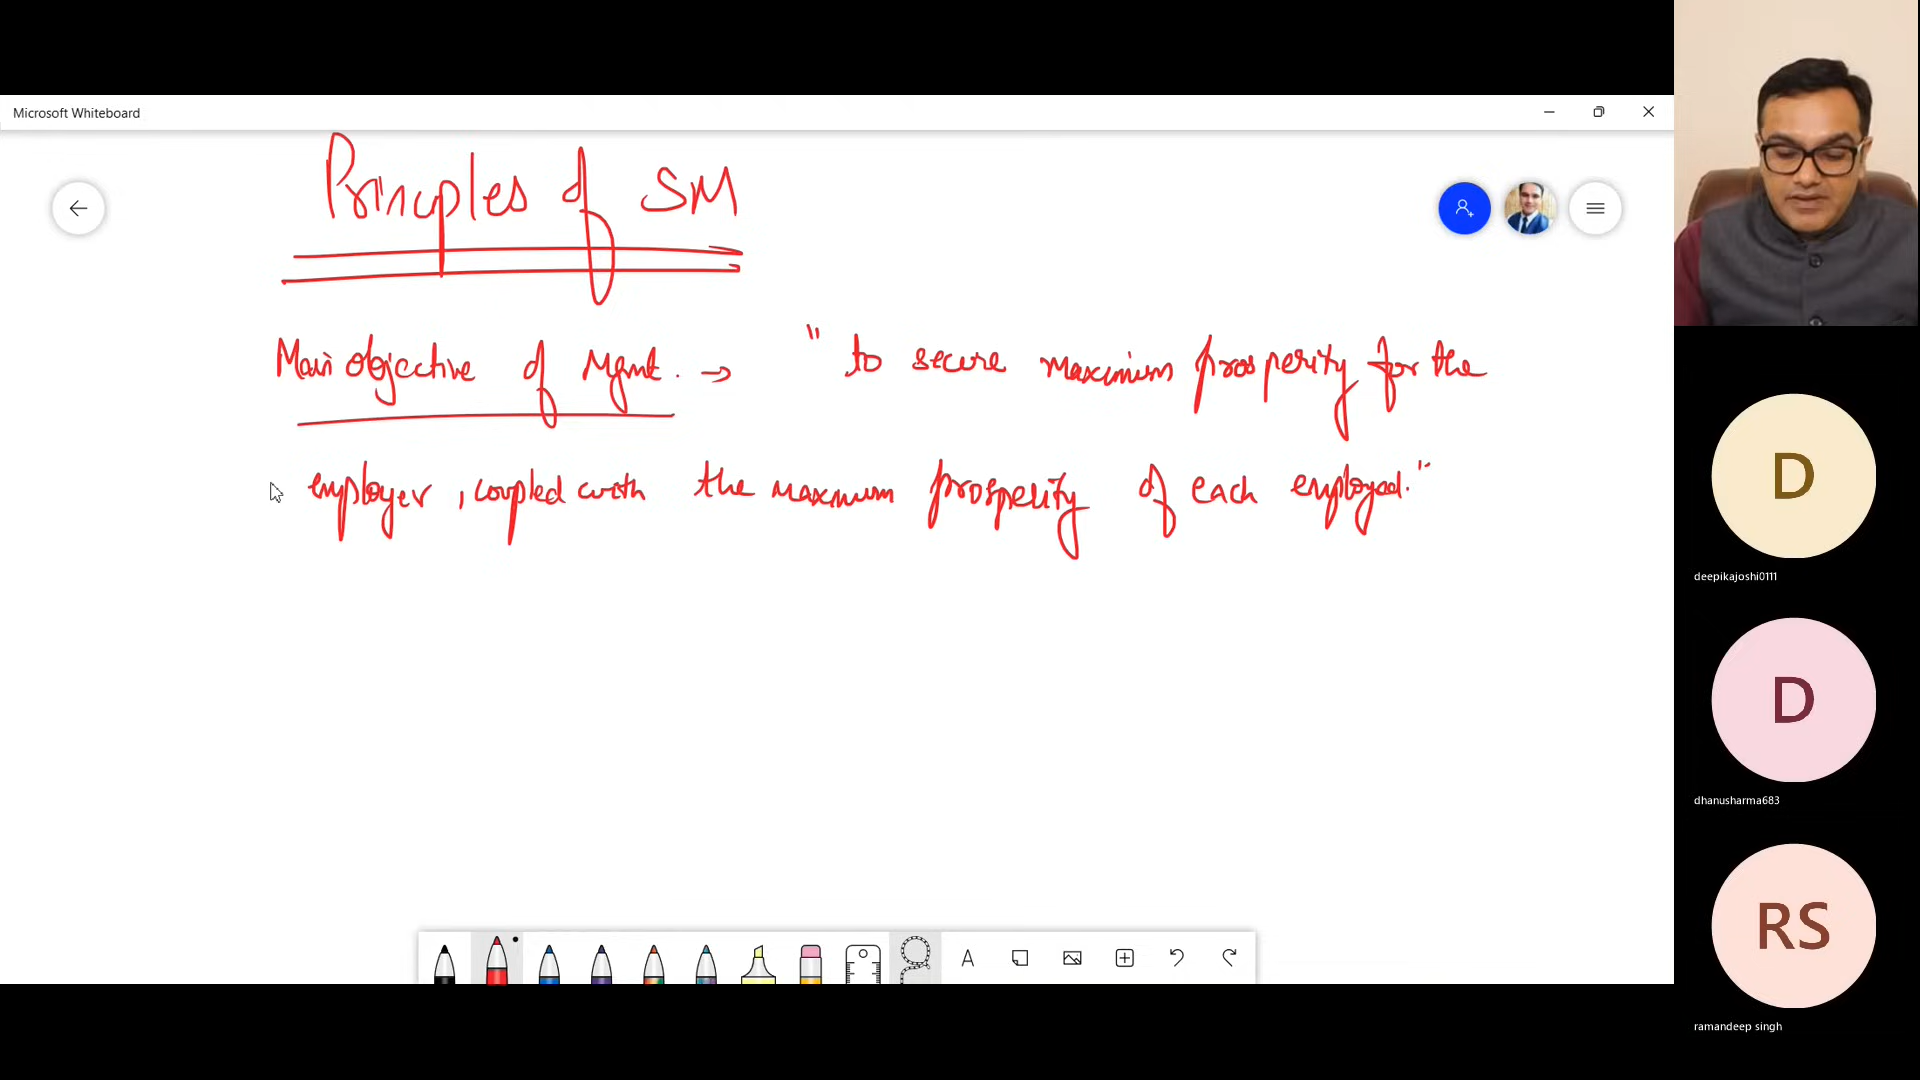 Microsoft Whiteboard
Principles of SM
Main objective of Mgmt. → "to secure maximum prosperity for the
employer, coupled with the maximum prosperity of each employed."
A
D
deepikajoshi0111
D
dhanusharma683
RS
ramandeep singh